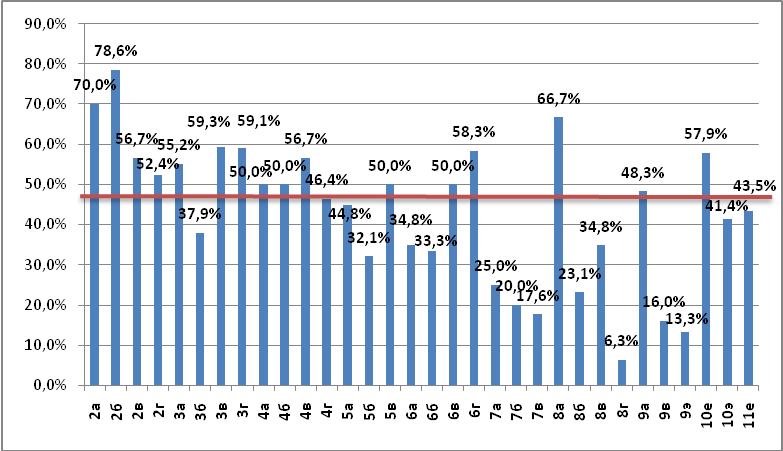 90,0%
80,0%
70,0%
60,0%
50,0%
40,0%
30,0%
20,0%
10,0%
0,0%
70,0%
78,6%
56,7%
52,4%
55,2%
37,9%
59,3%
59,1%
50,0%
50,0%
56,7%
46,4%
44,8%
32,1%
50,0%
34,8%
33,3%
50,0%
58,3%
25,0%
20,0%
17,6%
66,7%
23,1%
34,8%
6,3%
48,3%
16,0%
13,3%
57,9%
41,4%
43,5%
2а
2б
2в
2г
3а
3б
3в
3г
4а
4б
4в
4г
5а
5б
5в
6а
6б
6в
6г
7а
7б
7в
8а
8б
8в
8г
9а
9в
9э
10е
10э
11е